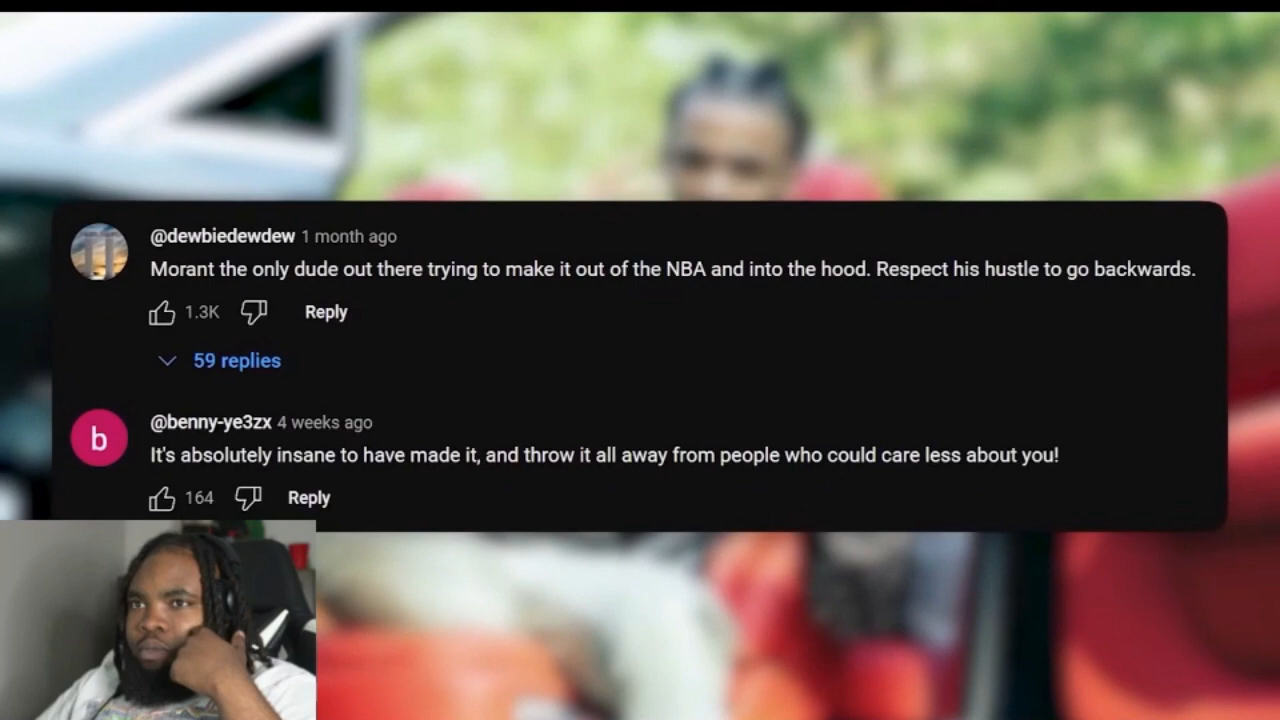 @dewbiedewdew 1 month ago
Morant the only dude out there trying to make it out of the NBA and into the hood. Respect his hustle to go backwards.
1.3K Reply
59 replies
b
@benny-ye3zx 4 weeks ago
It's absolutely insane to have made it, and throw it all away from people who could care less about you!
164 Reply